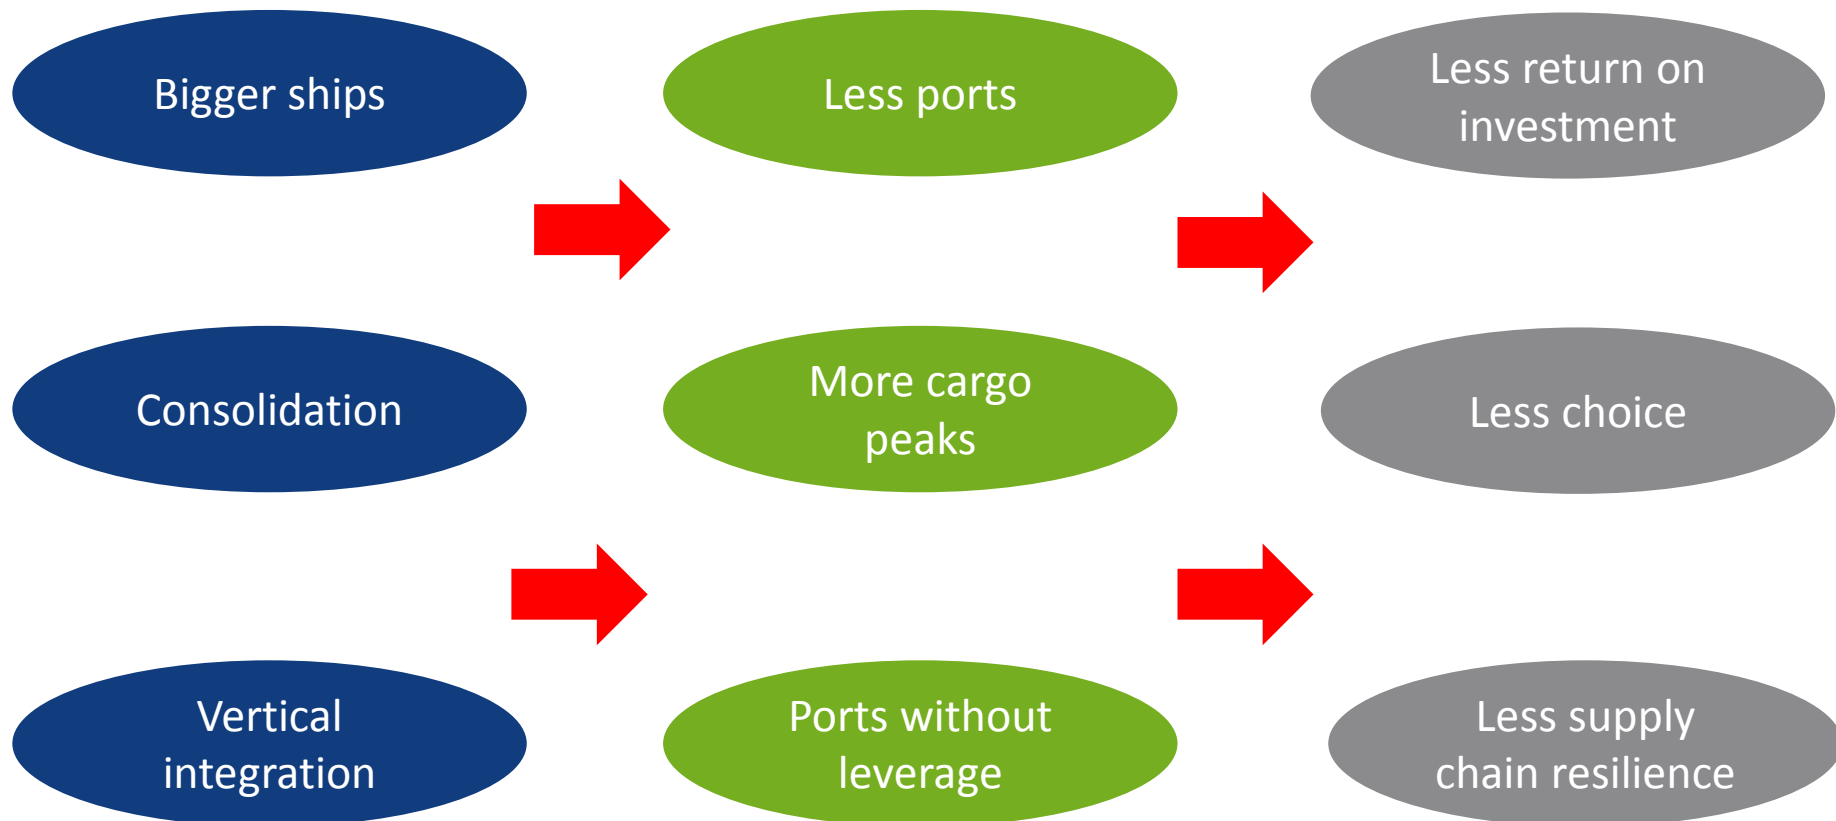 Bigger ships
Less ports
Less return on
investment
Consolidation
More cargo
peaks
Less choice
Vertical
integration
Ports without
leverage
Less supply
chain resilience